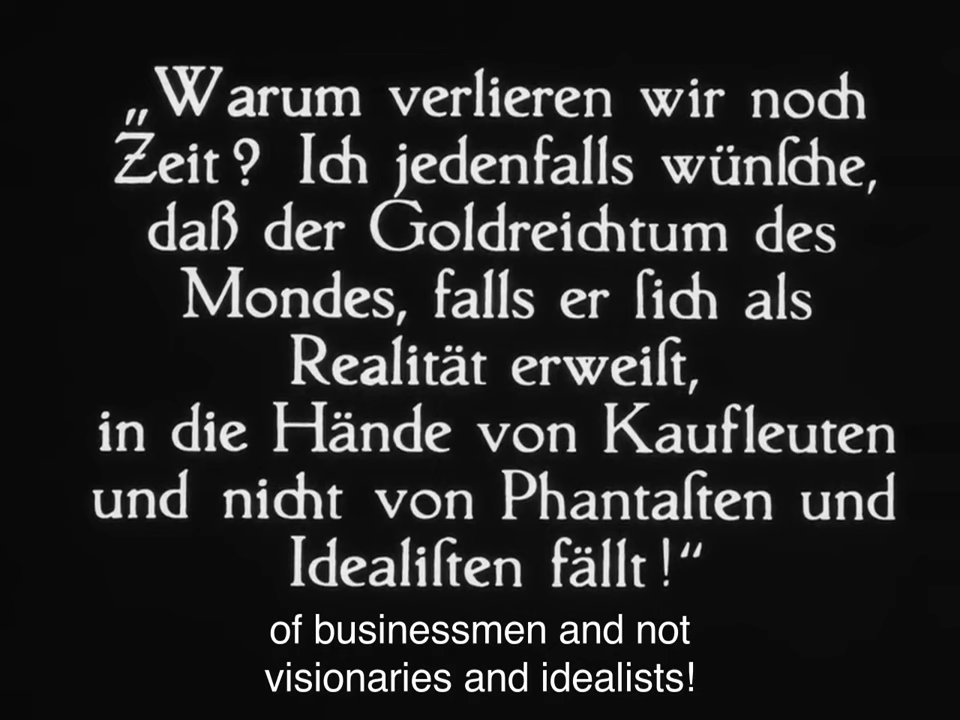 „Warum verlieren wir noch
Zeit? Ich jedenfalls wünſche,
daß der Goldreichtum des
Mondes, falls er ſich als
Realität erweiſt,
in die Hände von Kaufleuten
und nicht von Phantaſten und
Idealiſten fällt!“
of businessmen and not
visionaries and idealists!